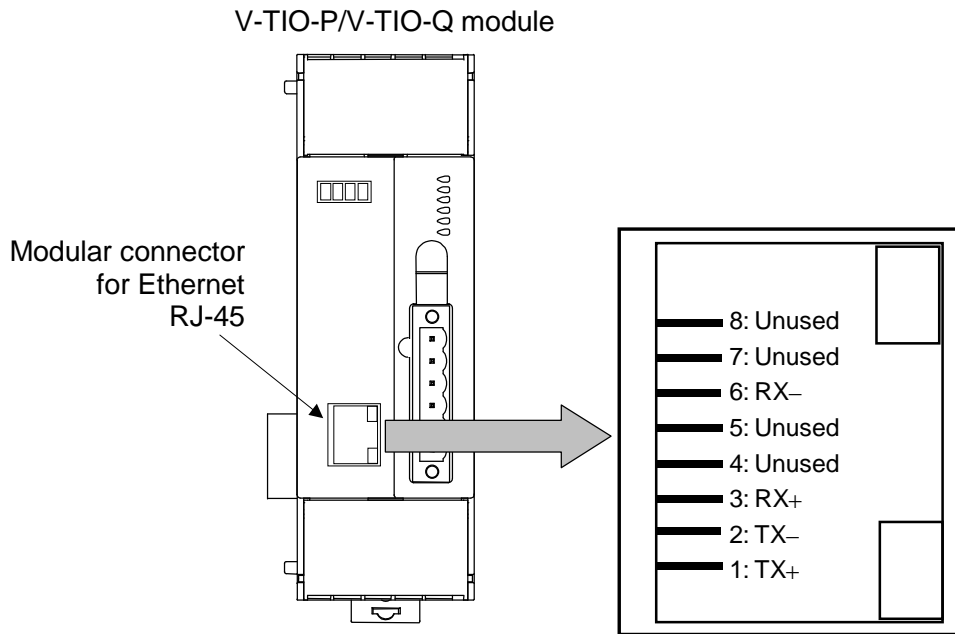 V-TIO-P/V-TIO-Q module
Modular connector
for Ethernet
RJ-45
8: Unused
7: Unused
6: RX−
5: Unused
4: Unused
3: RX+
2: TX−
1: TX+